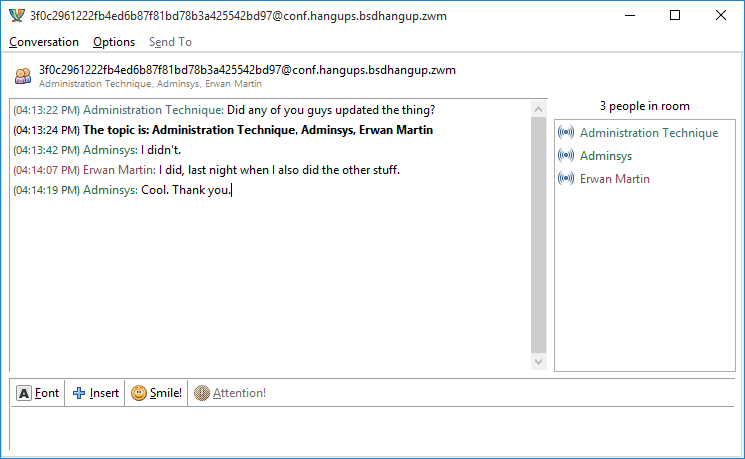 3f0c2961222fb4ed6b87f81bd78b3a425542bd97@conf.hangups.bsdhangup.zwm
Conversation Options Send To
3f0c2961222fb4ed6b87f81bd78b3a425542bd97@conf.hangups.bsdhangup.zwm
Administration Technique, Adminsys, Erwan Martin
(04:13:22 PM) Administration Technique: Did any of you guys updated the thing?
(04:13:24 PM) The topic is: Administration Technique, Adminsys, Erwan Martin
(04:13:42 PM) Adminsys: I didn't.
(04:14:07 PM) Erwan Martin: I did, last night when I also did the other stuff.
(04:14:19 PM) Adminsys: Cool. Thank you.
3 people in room
Administration Technique
Adminsys
Erwan Martin
A Font Insert Smile! Attention!